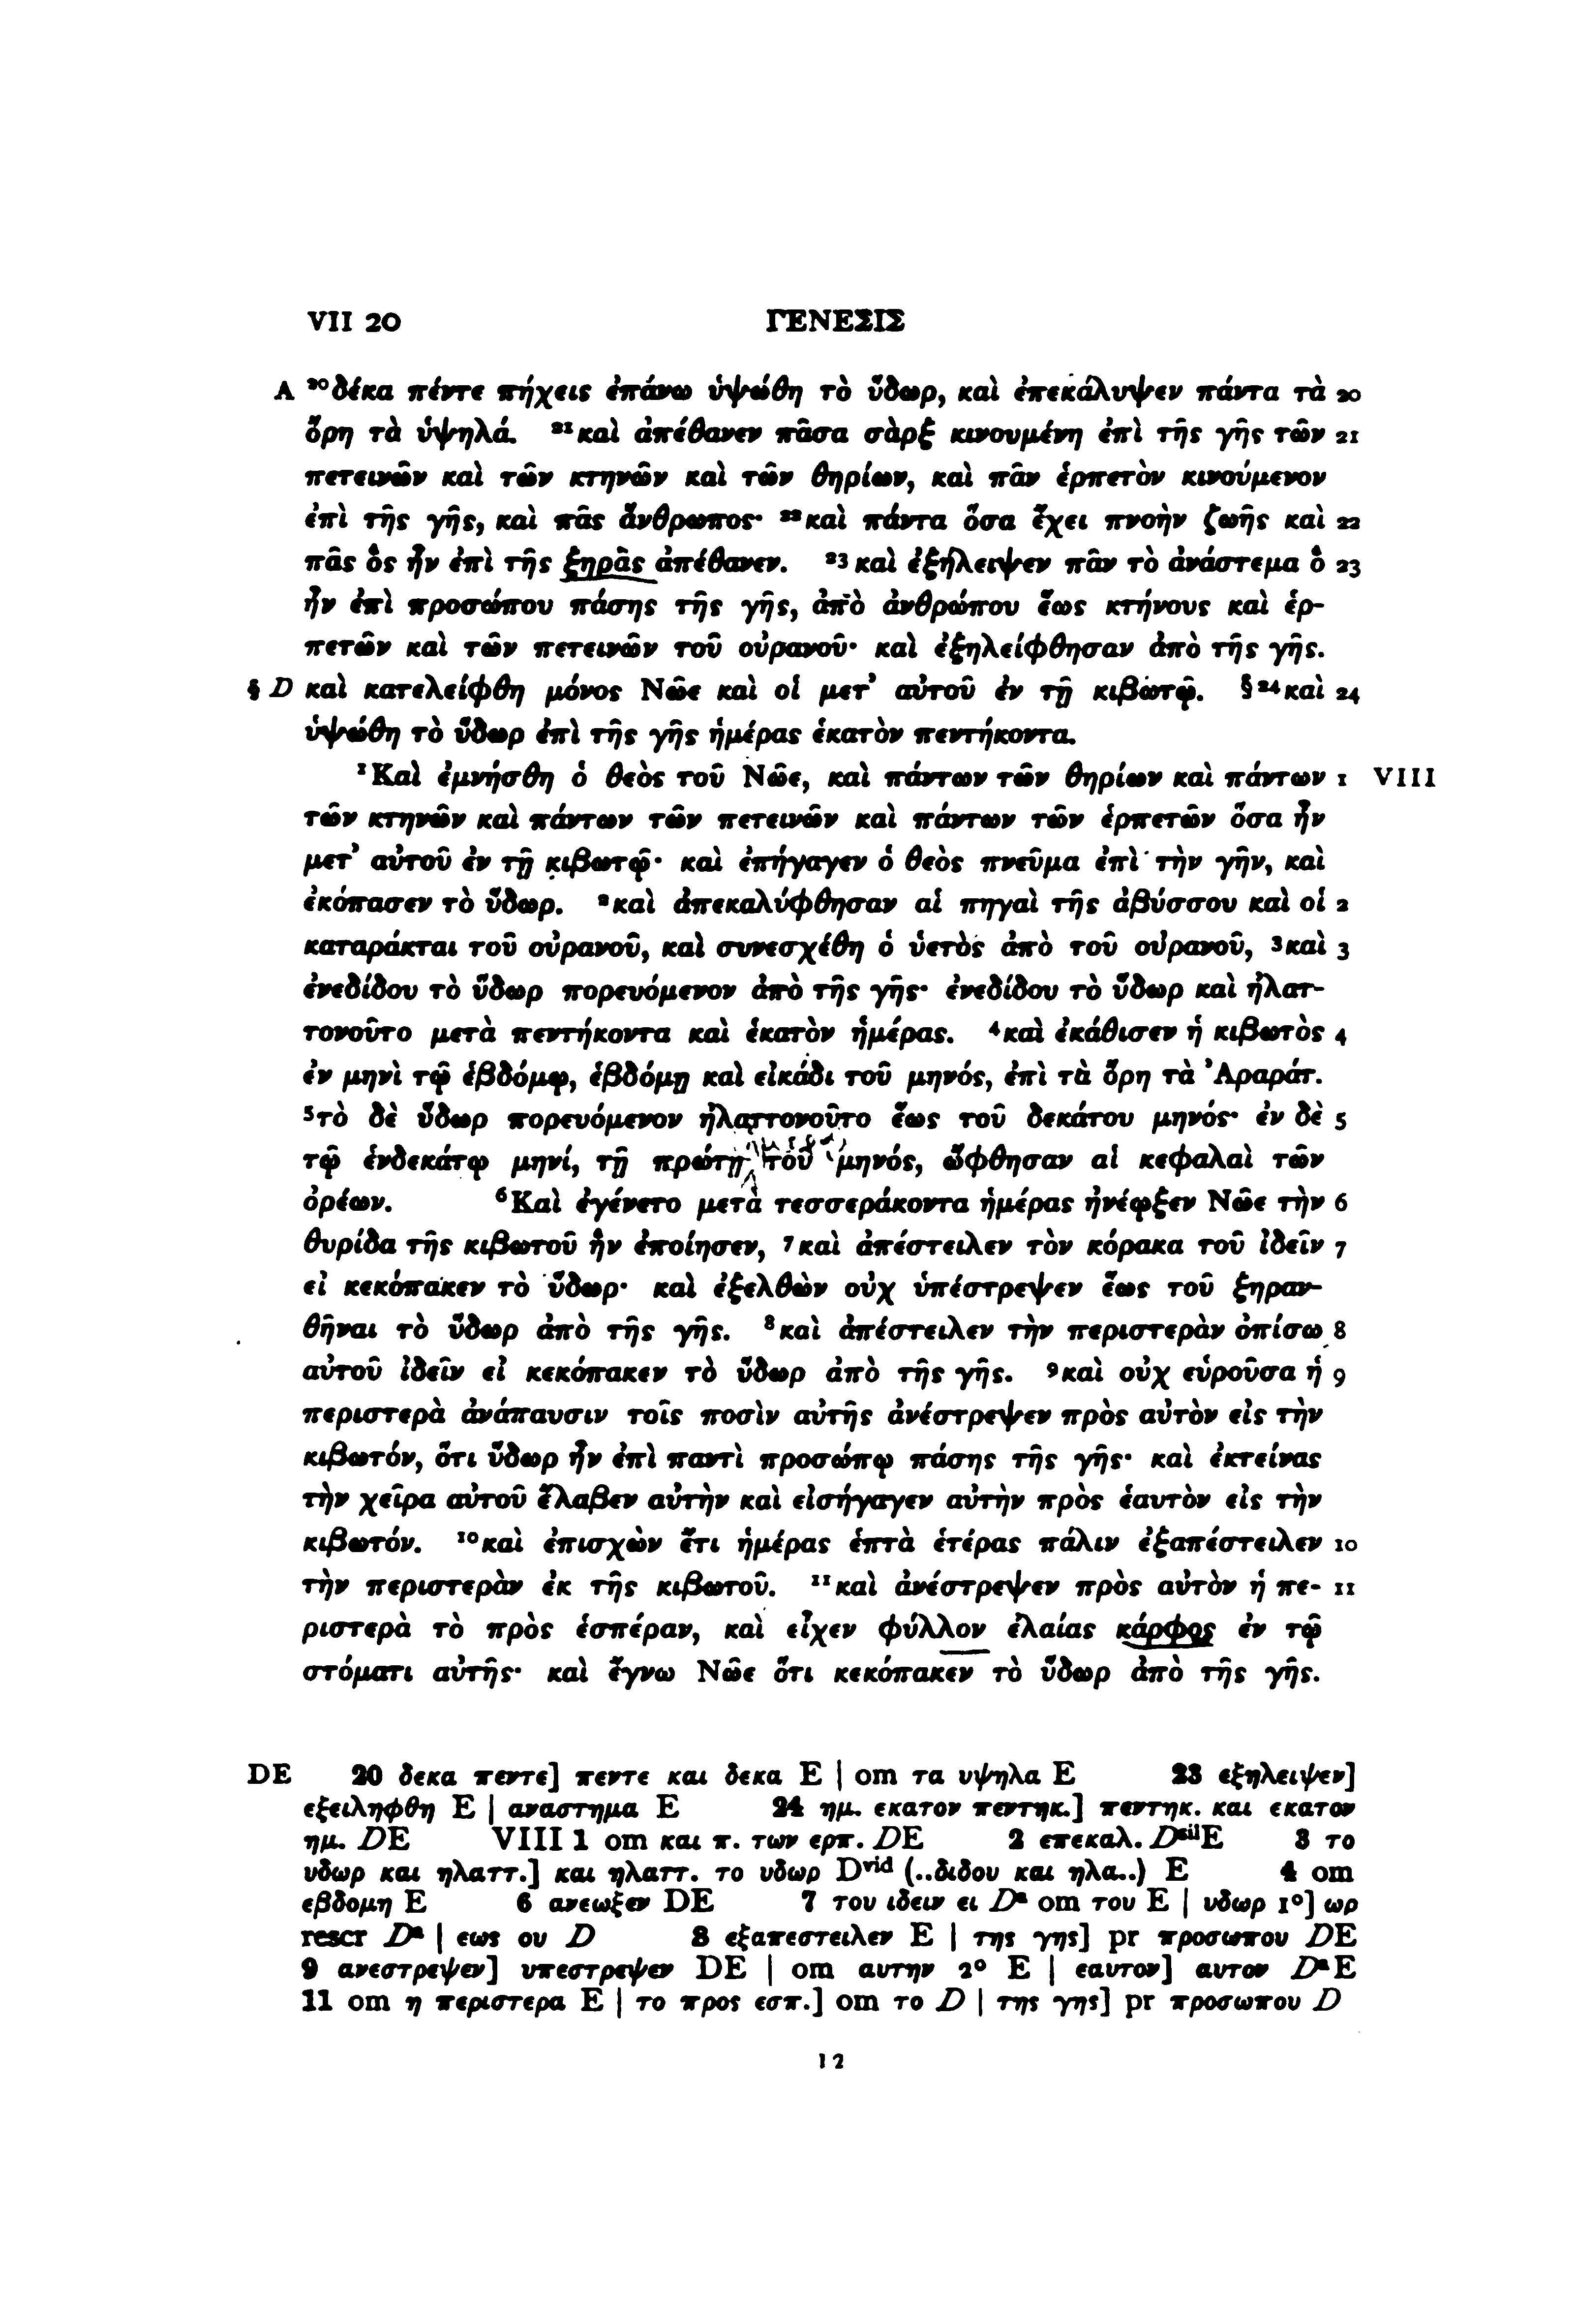 VII 20 ΓΕΝΕΣΙΣ
A ²⁰δέκα πέντε πήχεις ἐπάνω ὑψώθη τὸ ὕδωρ, καὶ ἐπεκάλυψεν πάντα τὰ 20
ὄρη τὰ ὑψηλά. ²¹καὶ ἀπέθανεν πᾶσα σὰρξ κινουμένη ἐπὶ τῆς γῆς τῶν 21
πετεινῶν καὶ τῶν κτηνῶν καὶ τῶν θηρίων, καὶ πᾶν ἑρπετὸν κινούμενον
ἐπὶ τῆς γῆς, καὶ πᾶς ἄνθρωπος· ²²καὶ πάντα ὅσα ἔχει πνοὴν ζωῆς καὶ 22
πᾶς ὃς ἦν ἐπὶ τῆς ξηρᾶς ἀπέθανεν. ²³καὶ ἐξήλειψεν πᾶν τὸ ἀνάστεμα ὃ 23
ἦν ἐπὶ προσώπου πάσης τῆς γῆς, ἀπὸ ἀνθρώπου ἕως κτήνους καὶ ἑρ-
πετῶν καὶ τῶν πετεινῶν τοῦ οὐρανοῦ· καὶ ἐξηλείφθησαν ἀπὸ τῆς γῆς.
§ D καὶ κατελείφθη μόνος Νῶε καὶ οἱ μετ’ αὐτοῦ ἐν τῇ κιβωτῷ. §²⁴καὶ 24
ὑψώθη τὸ ὕδωρ ἐπὶ τῆς γῆς ἡμέρας ἑκατὸν πεντήκοντα.
¹Καὶ ἐμνήσθη ὁ θεὸς τοῦ Νῶε, καὶ πάντων τῶν θηρίων καὶ πάντων 1 VIII
τῶν κτηνῶν καὶ πάντων τῶν πετεινῶν καὶ πάντων τῶν ἑρπετῶν ὅσα ἦν
μετ’ αὐτοῦ ἐν τῇ κιβωτῷ· καὶ ἐπήγαγεν ὁ θεὸς πνεῦμα ἐπὶ τὴν γῆν, καὶ
ἐκόπασεν τὸ ὕδωρ. ²καὶ ἀπεκαλύφθησαν αἱ πηγαὶ τῆς ἀβύσσου καὶ οἱ 2
καταράκται τοῦ οὐρανοῦ, καὶ συνεσχέθη ὁ ὑετὸς ἀπὸ τοῦ οὐρανοῦ, ³καὶ 3
ἐνεδίδου τὸ ὕδωρ πορευόμενον ἀπὸ τῆς γῆς· ἐνεδίδου τὸ ὕδωρ καὶ ἠλατ-
τονοῦτο μετὰ πεντήκοντα καὶ ἑκατὸν ἡμέρας. ⁴καὶ ἐκάθισεν ἡ κιβωτὸς 4
ἐν μηνὶ τῷ ἑβδόμῳ, ἑβδόμῃ καὶ εἰκάδι τοῦ μηνός, ἐπὶ τὰ ὄρη τὰ Ἀραράτ.
⁵τὸ δὲ ὕδωρ πορευόμενον ἠλαττονοῦτο ἕως τοῦ δεκάτου μηνός· ἐν δὲ 5
τῷ ἑνδεκάτῳ μηνί, τῇ πρώτῃ τοῦ μηνός, ὤφθησαν αἱ κεφαλαὶ τῶν
ὀρέων. ⁶Καὶ ἐγένετο μετὰ τεσσεράκοντα ἡμέρας ἠνέῳξεν Νῶε τὴν 6
θυρίδα τῆς κιβωτοῦ ἣν ἐποίησεν, ⁷καὶ ἀπέστειλεν τὸν κόρακα τοῦ ἰδεῖν 7
εἰ κεκόπακεν τὸ ὕδωρ· καὶ ἐξελθὼν οὐχ ὑπέστρεψεν ἕως τοῦ ξηραν-
θῆναι τὸ ὕδωρ ἀπὸ τῆς γῆς. ⁸καὶ ἀπέστειλεν τὴν περιστερὰν ὀπίσω 8
αὐτοῦ ἰδεῖν εἰ κεκόπακεν τὸ ὕδωρ ἀπὸ τῆς γῆς. ⁹καὶ οὐχ εὑροῦσα ἡ 9
περιστερὰ ἀνάπαυσιν τοῖς ποσὶν αὐτῆς ἀνέστρεψεν πρὸς αὐτὸν εἰς τὴν
κιβωτόν, ὅτι ὕδωρ ἦν ἐπὶ παντὶ προσώπῳ πάσης τῆς γῆς· καὶ ἐκτείνας
τὴν χεῖρα αὐτοῦ ἔλαβεν αὐτὴν καὶ εἰσήγαγεν αὐτὴν πρὸς ἑαυτὸν εἰς τὴν
κιβωτόν. ¹⁰καὶ ἐπισχὼν ἔτι ἡμέρας ἑπτὰ ἑτέρας πάλιν ἐξαπέστειλεν 10
τὴν περιστερὰν ἐκ τῆς κιβωτοῦ. ¹¹καὶ ἀνέστρεψεν πρὸς αὐτὸν ἡ πε- 11
ριστερὰ τὸ πρὸς ἑσπέραν, καὶ εἶχεν φύλλον ἐλαίας κάρφος ἐν τῷ
στόματι αὐτῆς· καὶ ἔγνω Νῶε ὅτι κεκόπακεν τὸ ὕδωρ ἀπὸ τῆς γῆς.
DE 20 δεκα πεντε] πεντε και δεκα E | om τα υψηλα E 23 εξηλειψεν]
εξειληφθη E | αναστημα E 24 ημ. εκατον πεντηκ.] πεντηκ. και εκατον
ημ. DE VIII 1 om και π. των ερπ. DE 2 επεκαλ. DˢⁱˡE 3 το
υδωρ και ηλαττ.] και ηλαττ. το υδωρ Dᵛⁱᵈ (..διδου και ηλα..) E 4 om
εβδομη E 6 ανεωξεν DE 7 του ιδειν ει Dᵃ om του E | υδωρ 1°] ωρ
rescr Dᵃ | εως ου D 8 εξαπεστειλεν E | της γης] pr προσωπου DE
9 ανεστρεψεν] υπεστρεψεν DE | om αυτην 2° E | εαυτον] αυτον DᵃE
11 om η περιστερα E | το προς εσπ.] om το D | της γης] pr προσωπου D
12